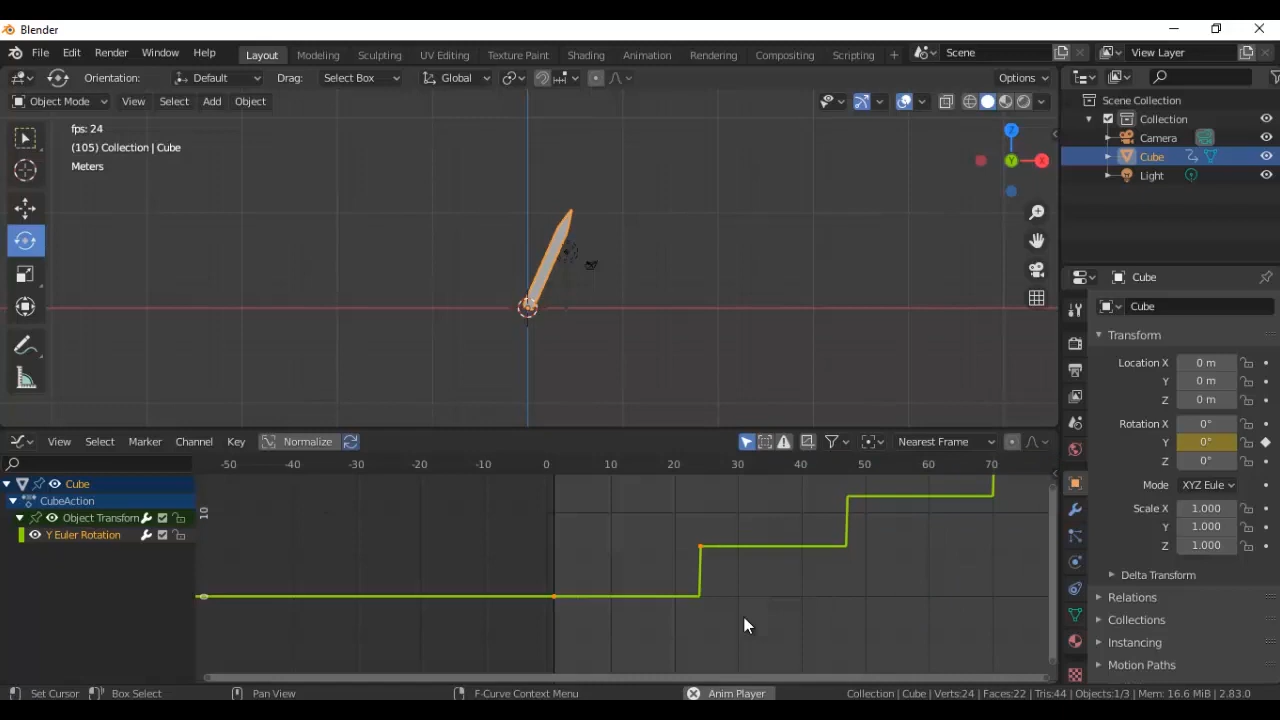 Blender
File Edit Render Window Help Layout Modeling Sculpting UV Editing Texture Paint Shading Animation Rendering Compositing Scripting + Scene View Layer
Orientation: Default Drag: Select Box Global Options
Object Mode View Select Add Object
Scene Collection
Collection
Camera
Cube
Light
fps: 24
(105) Collection | Cube
Meters
Z
Y
X
Cube
Cube
Transform
Location X 0 m
Y 0 m
Z 0 m
Rotation X 0°
Y 0°
Z 0°
Mode XYZ Eule
Scale X 1.000
Y 1.000
Z 1.000
Delta Transform
Relations
Collections
Instancing
Motion Paths
View Select Marker Channel Key Normalize Nearest Frame
-50 -40 -30 -20 -10 0 10 20 30 40 50 60 70
Cube
CubeAction
Object Transform
Y Euler Rotation
10
0
Set Cursor Box Select Pan View F-Curve Context Menu Anim Player Collection | Cube | Verts:24 | Faces:22 | Tris:44 | Objects:1/3 | Mem: 16.6 MiB | 2.83.0